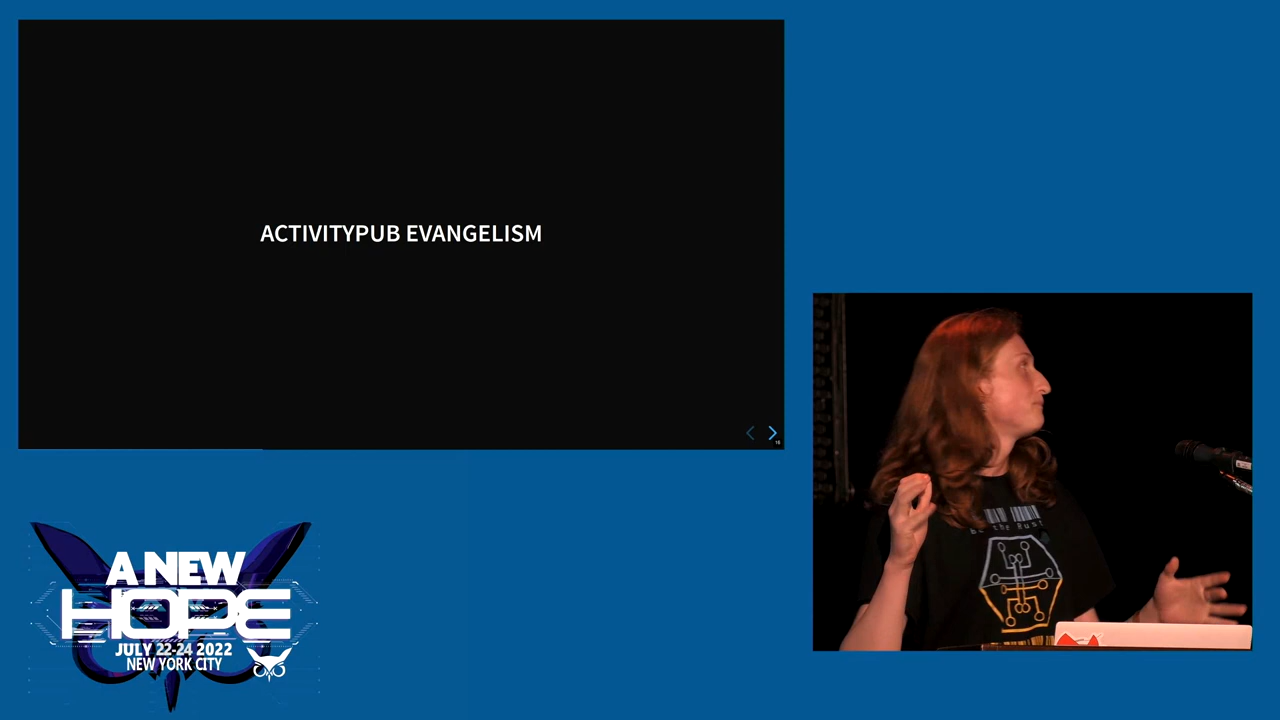 ACTIVITYPUB EVANGELISM
A NEW
HOPE
JULY 22-24 2022
NEW YORK CITY